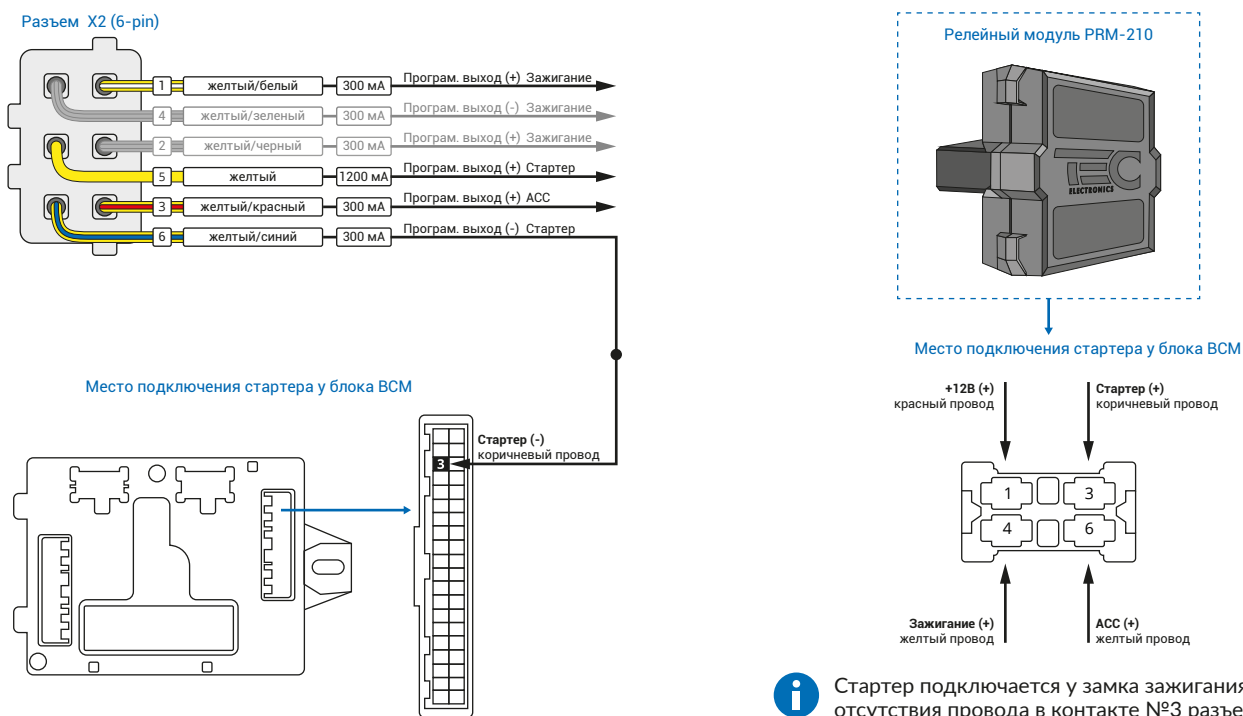 Разъем X2 (6-pin)
1 желтый/белый 300 мА Програм. выход (+) Зажигание
4 желтый/зеленый 300 мА Програм. выход (-) Зажигание
2 желтый/черный 300 мА Програм. выход (+) Зажигание
5 желтый 1200 мА Програм. выход (+) Стартер
3 желтый/красный 300 мА Програм. выход (+) ACC
6 желтый/синий 300 мА Програм. выход (-) Стартер
Место подключения стартера у блока BCM
Стартер (-)
коричневый провод
3
Релейный модуль PRM-210
TEC
ELECTRONICS
Место подключения стартера у блока BCM
+12В (+)
красный провод
Стартер (+)
коричневый провод
1 3
4 6
Зажигание (+)
желтый провод
ACC (+)
желтый провод
i
Стартер подключается у замка зажигания
отсутствия провода в контакте №3 разъе